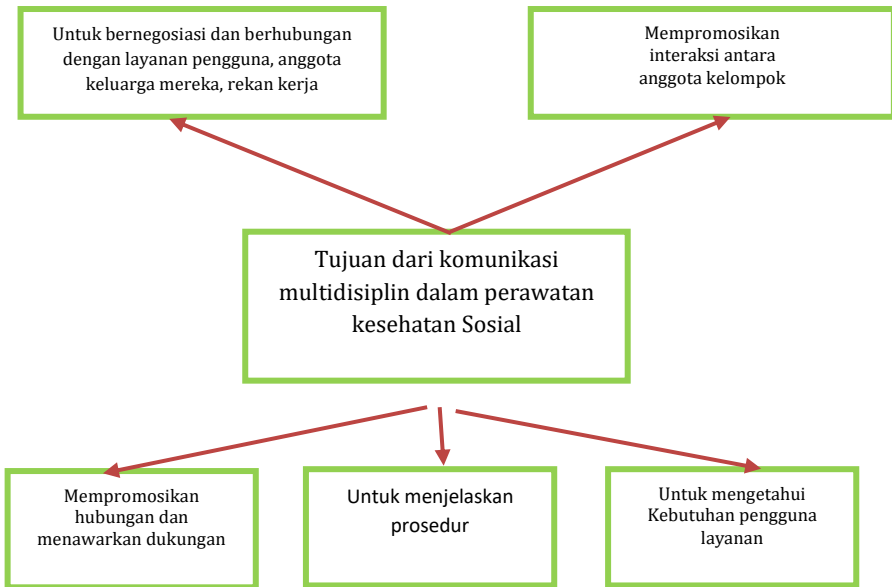 Untuk bernegosiasi dan berhubungan
dengan layanan pengguna, anggota
keluarga mereka, rekan kerja
Mempromosikan
interaksi antara
anggota kelompok
Tujuan dari komunikasi
multidisiplin dalam perawatan
kesehatan Sosial
Mempromosikan
hubungan dan
menawarkan dukungan
Untuk menjelaskan
prosedur
Untuk mengetahui
Kebutuhan pengguna
layanan